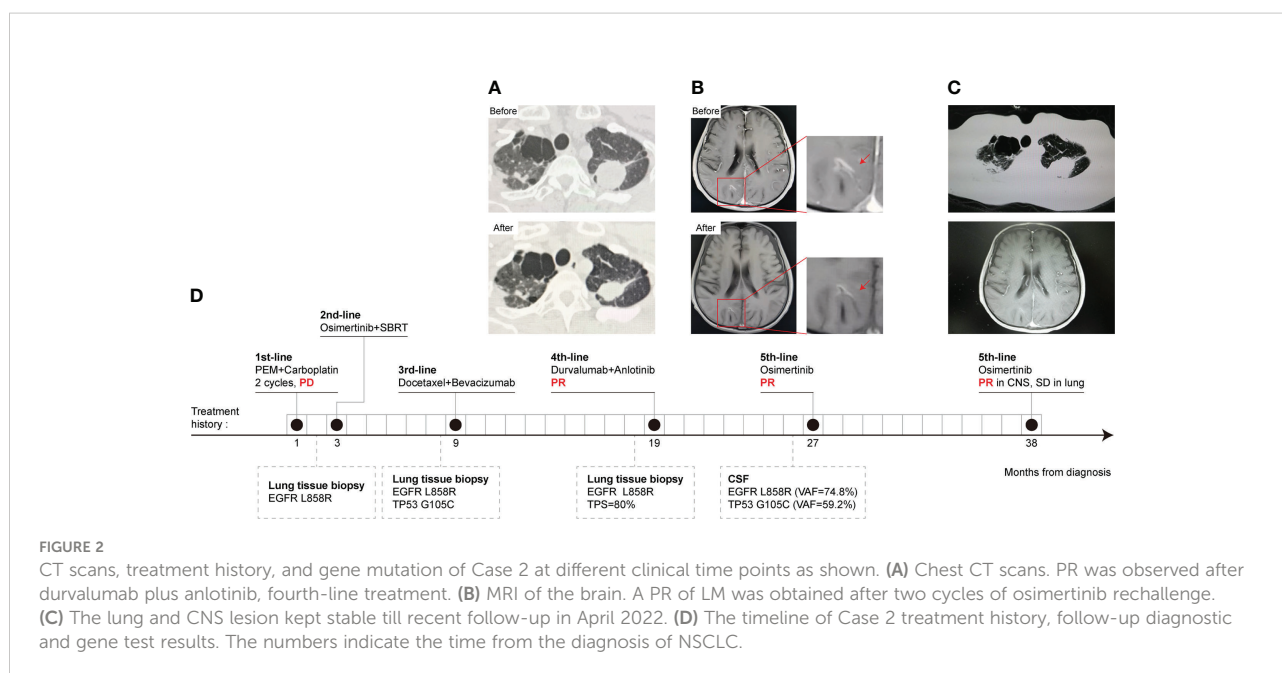 A
B
C
Before
After
D
2nd-line
Osimertinib+SBRT
1st-line
PEM+Carboplatin
2 cycles, PD
3rd-line
Docetaxel+Bevacizumab
4th-line
Durvalumab+Anlotinib
PR
5th-line
Osimertinib
PR
5th-line
Osimertinib
PR in CNS, SD in lung
Before
After
Treatment
history :
1
3
9
19
27
38
Months from diagnosis
Lung tissue biopsy
EGFR L858R
Lung tissue biopsy
EGFR L858R
TP53 G105C
Lung tissue biopsy
EGFR L858R
TPS=80%
CSF
EGFR L858R (VAF=74.8%)
TP53 G105C (VAF=59.2%)
FIGURE 2
CT scans, treatment history, and gene mutation of Case 2 at different clinical time points as shown. (A) Chest CT scans. PR was observed after
durvalumab plus anlotinib, fourth-line treatment. (B) MRI of the brain. A PR of LM was obtained after two cycles of osimertinib rechallenge.
(C) The lung and CNS lesion kept stable till recent follow-up in April 2022. (D) The timeline of Case 2 treatment history, follow-up diagnostic
and gene test results. The numbers indicate the time from the diagnosis of NSCLC.